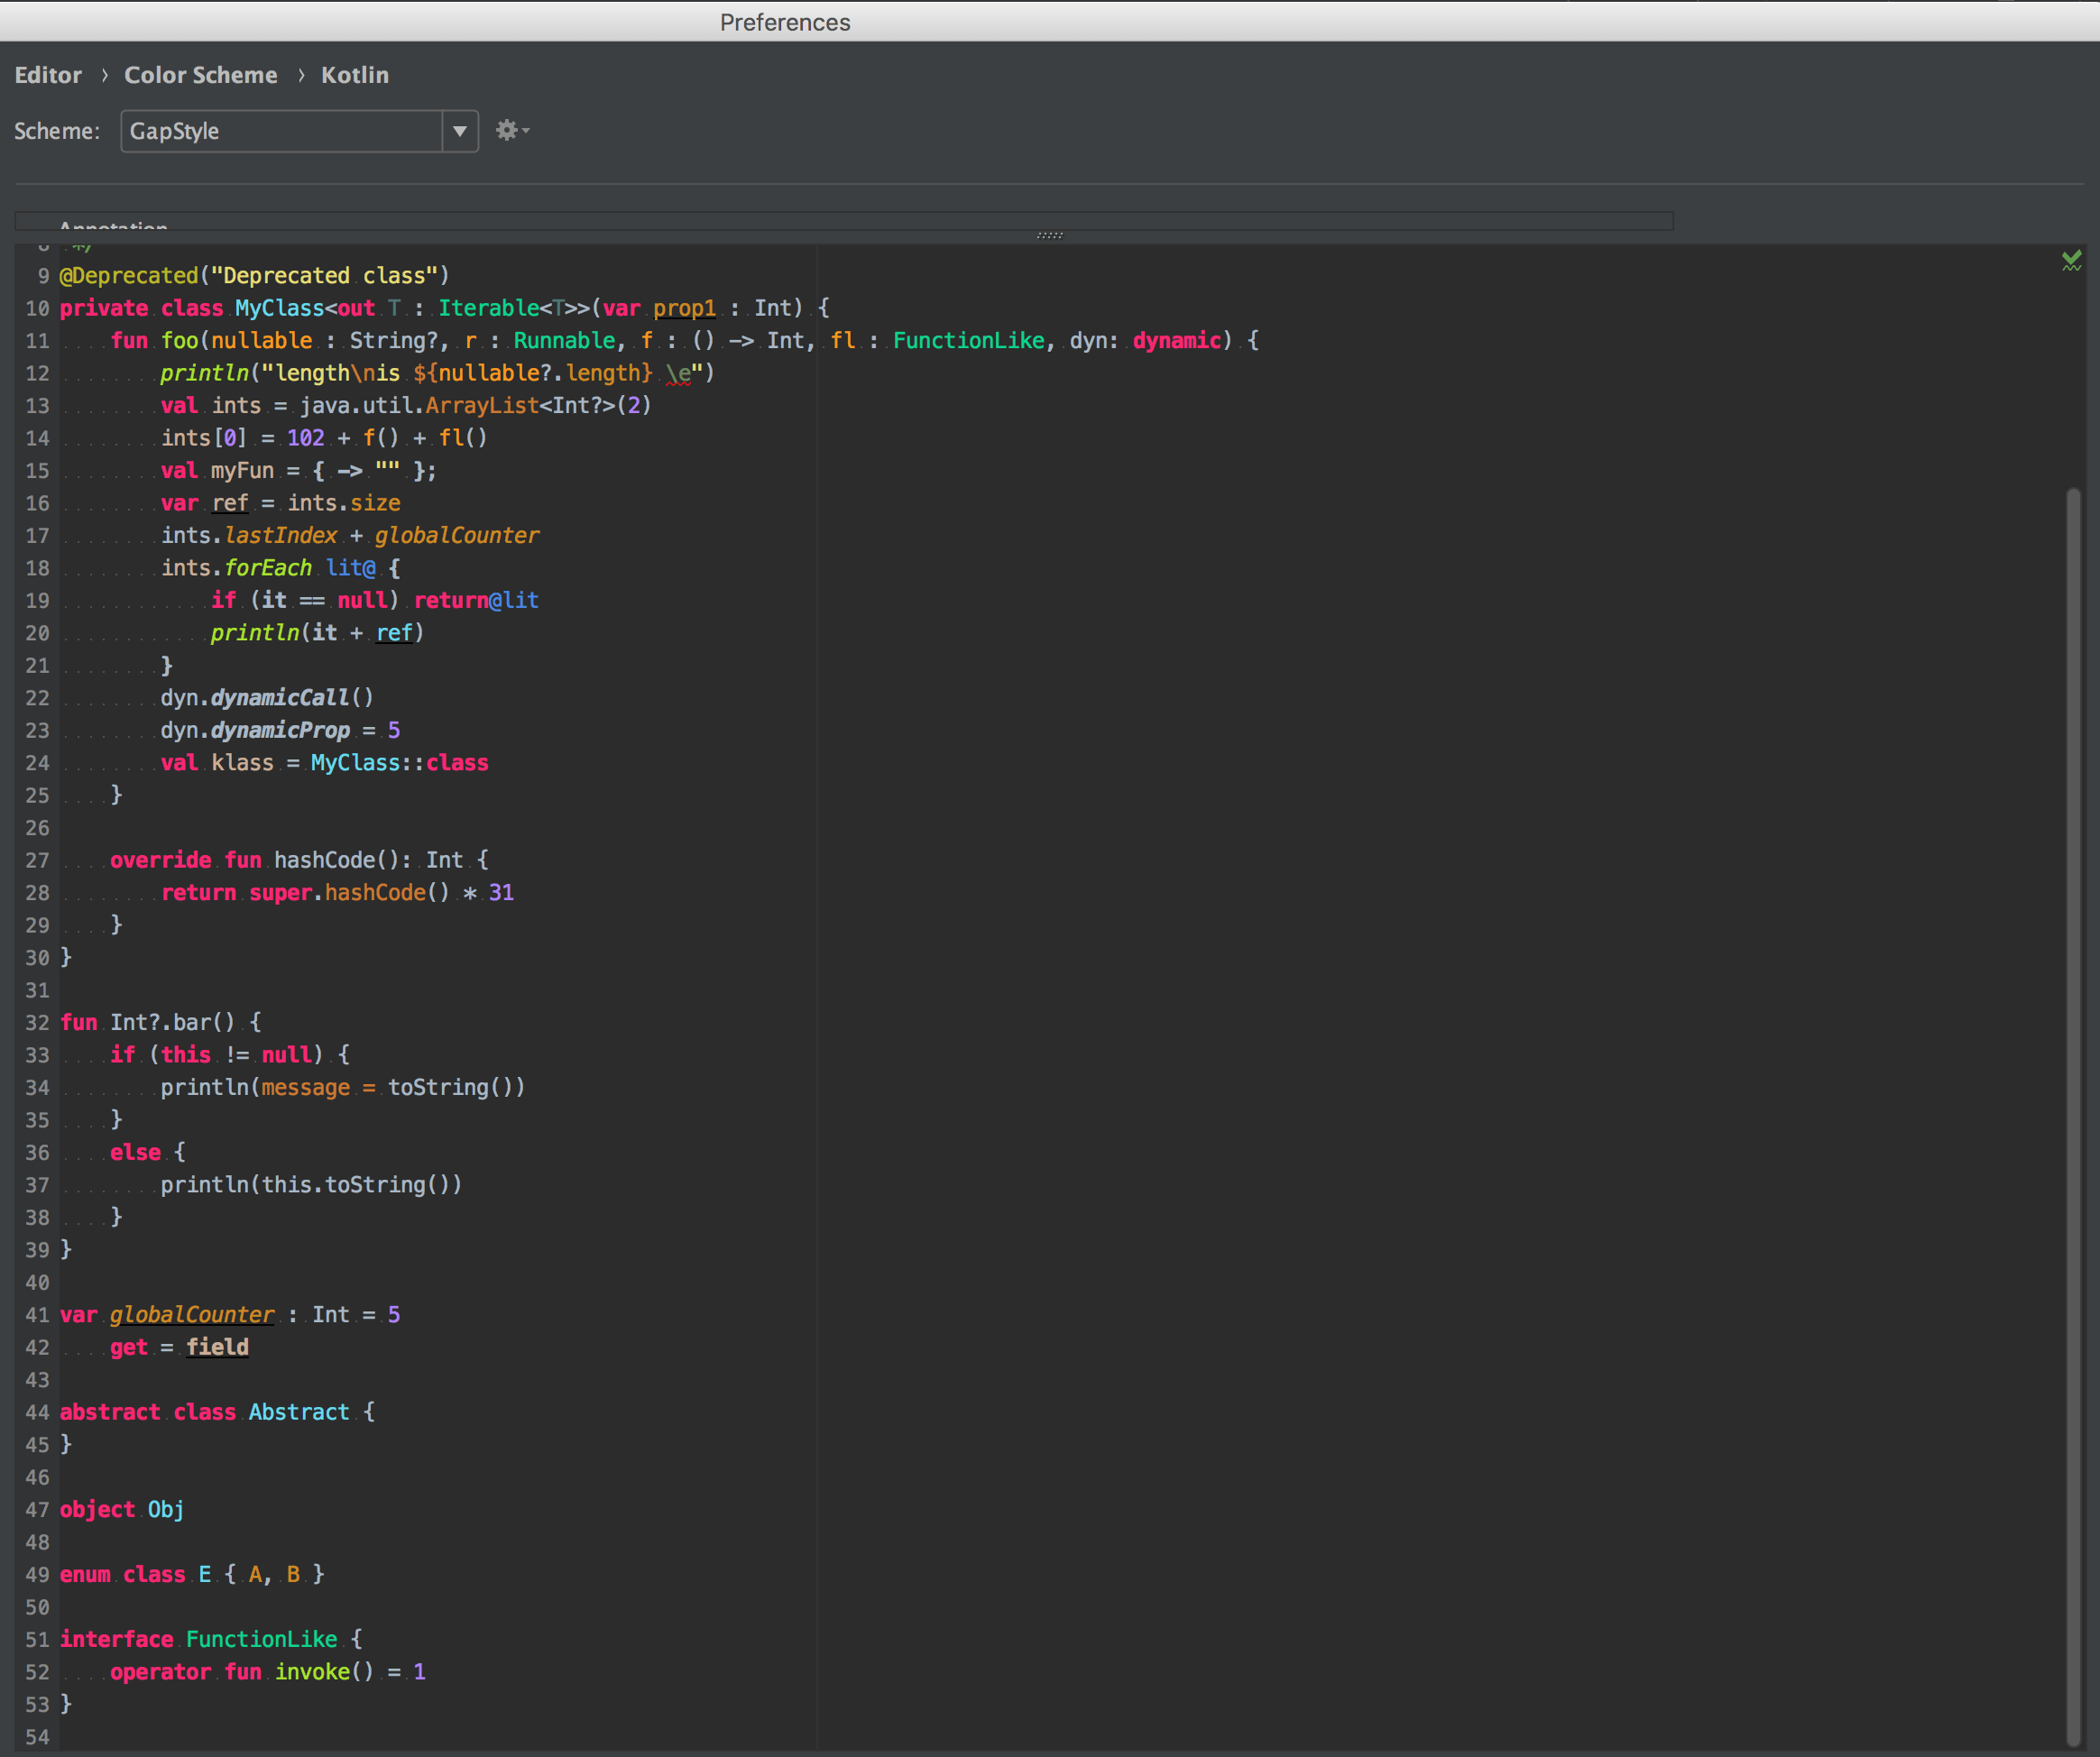 Preferences
Editor › Color Scheme › Kotlin
Scheme: GapStyle
Annotation
8 */
9 @Deprecated("Deprecated class")
10 private class MyClass<out T : Iterable<T>>(var prop1 : Int) {
11     fun foo(nullable : String?, r : Runnable, f : () -> Int, fl : FunctionLike, dyn: dynamic) {
12         println("length\nis ${nullable?.length} \e")
13         val ints = java.util.ArrayList<Int?>(2)
14         ints[0] = 102 + f() + fl()
15         val myFun = { -> "" };
16         var ref = ints.size
17         ints.lastIndex + globalCounter
18         ints.forEach lit@ {
19             if (it == null) return@lit
20             println(it + ref)
21         }
22         dyn.dynamicCall()
23         dyn.dynamicProp = 5
24         val klass = MyClass::class
25     }
26
27     override fun hashCode(): Int {
28         return super.hashCode() * 31
29     }
30 }
31
32 fun Int?.bar() {
33     if (this != null) {
34         println(message = toString())
35     }
36     else {
37         println(this.toString())
38     }
39 }
40
41 var globalCounter : Int = 5
42     get = field
43
44 abstract class Abstract {
45 }
46
47 object Obj
48
49 enum class E { A, B }
50
51 interface FunctionLike {
52     operator fun invoke() = 1
53 }
54